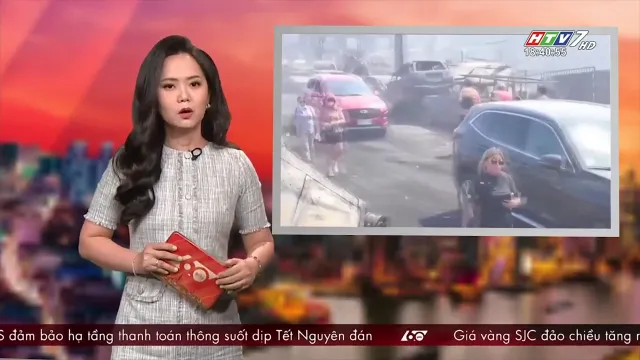 HTV7 HD
18:40:55
S đảm bảo hạ tầng thanh toán thông suốt dịp Tết Nguyên đán 60 Giá vàng SJC đảo chiều tăng